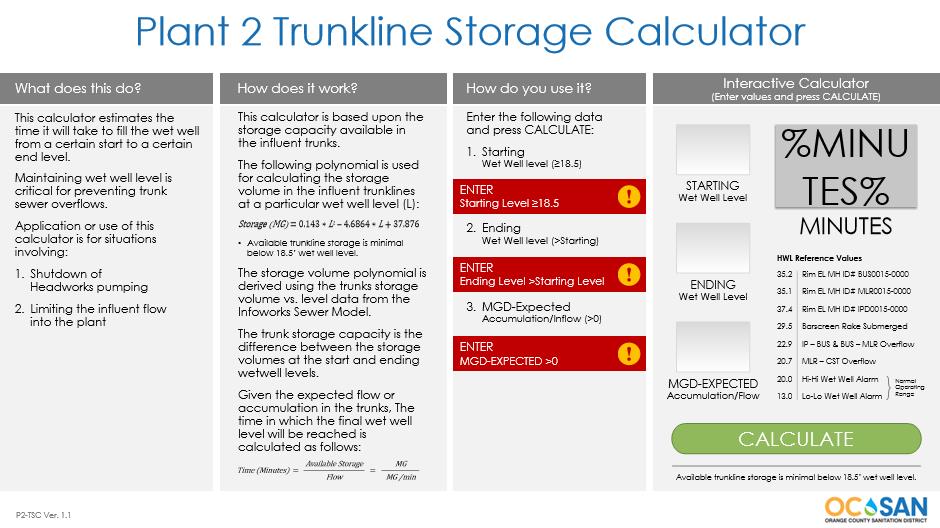 Plant 2 Trunkline Storage Calculator
What does this do?
This calculator estimates the
time it will take to fill the wet well
from a certain start to a certain
end level.
Maintaining wet well level is
critical for preventing trunk
sewer overflows.
Application or use of this
calculator is for situations
involving:
1. Shutdown of
Headworks pumping
2. Limiting the influent flow
into the plant
How does it work?
This calculator is based upon the
storage capacity available in
the influent trunks.
The following polynomial is used
for calculating the storage
volume in the influent trunklines
at a particular wet well level (L):
Storage (MG) = 0.143 * L² – 4.6864 * L + 37.876
• Available trunkline storage is minimal
below 18.5' wet well level.
The storage volume polynomial is
derived using the trunks storage
volume vs. level data from the
Infoworks Sewer Model.
The trunk storage capacity is the
difference between the storage
volumes at the start and ending
wetwell levels.
Given the expected flow or
accumulation in the trunks, The
time in which the final wet well
level will be reached is
calculated as follows:
Time (Minutes) = Available Storage / Flow = MG / MG/min
How do you use it?
Enter the following data
and press CALCULATE:
1. Starting
Wet Well level (≥18.5)
ENTER
Starting Level ≥18.5
!
2. Ending
Wet Well level (>Starting)
ENTER
Ending Level >Starting Level
!
3. MGD-Expected
Accumulation/Inflow (>0)
ENTER
MGD-EXPECTED >0
!
Interactive Calculator
(Enter values and press CALCULATE)
STARTING
Wet Well Level
ENDING
Wet Well Level
MGD-EXPECTED
Accumulation/Flow
%MINU
TES%
MINUTES
HWL Reference Values
35.2 Rim EL MH ID# BUS0015-0000
35.1 Rim EL MH ID# MLR0015-0000
37.4 Rim EL MH ID# IPD0015-0000
29.5 Barscreen Rake Submerged
22.9 IP – BUS & BUS – MLR Overflow
20.7 MLR – CST Overflow
20.0 Hi-Hi Wet Well Alarm
13.0 Lo-Lo Wet Well Alarm
Normal
Operating
Range
CALCULATE
Available trunkline storage is minimal below 18.5" wet well level.
P2-TSC Ver. 1.1
OC SAN
ORANGE COUNTY SANITATION DISTRICT